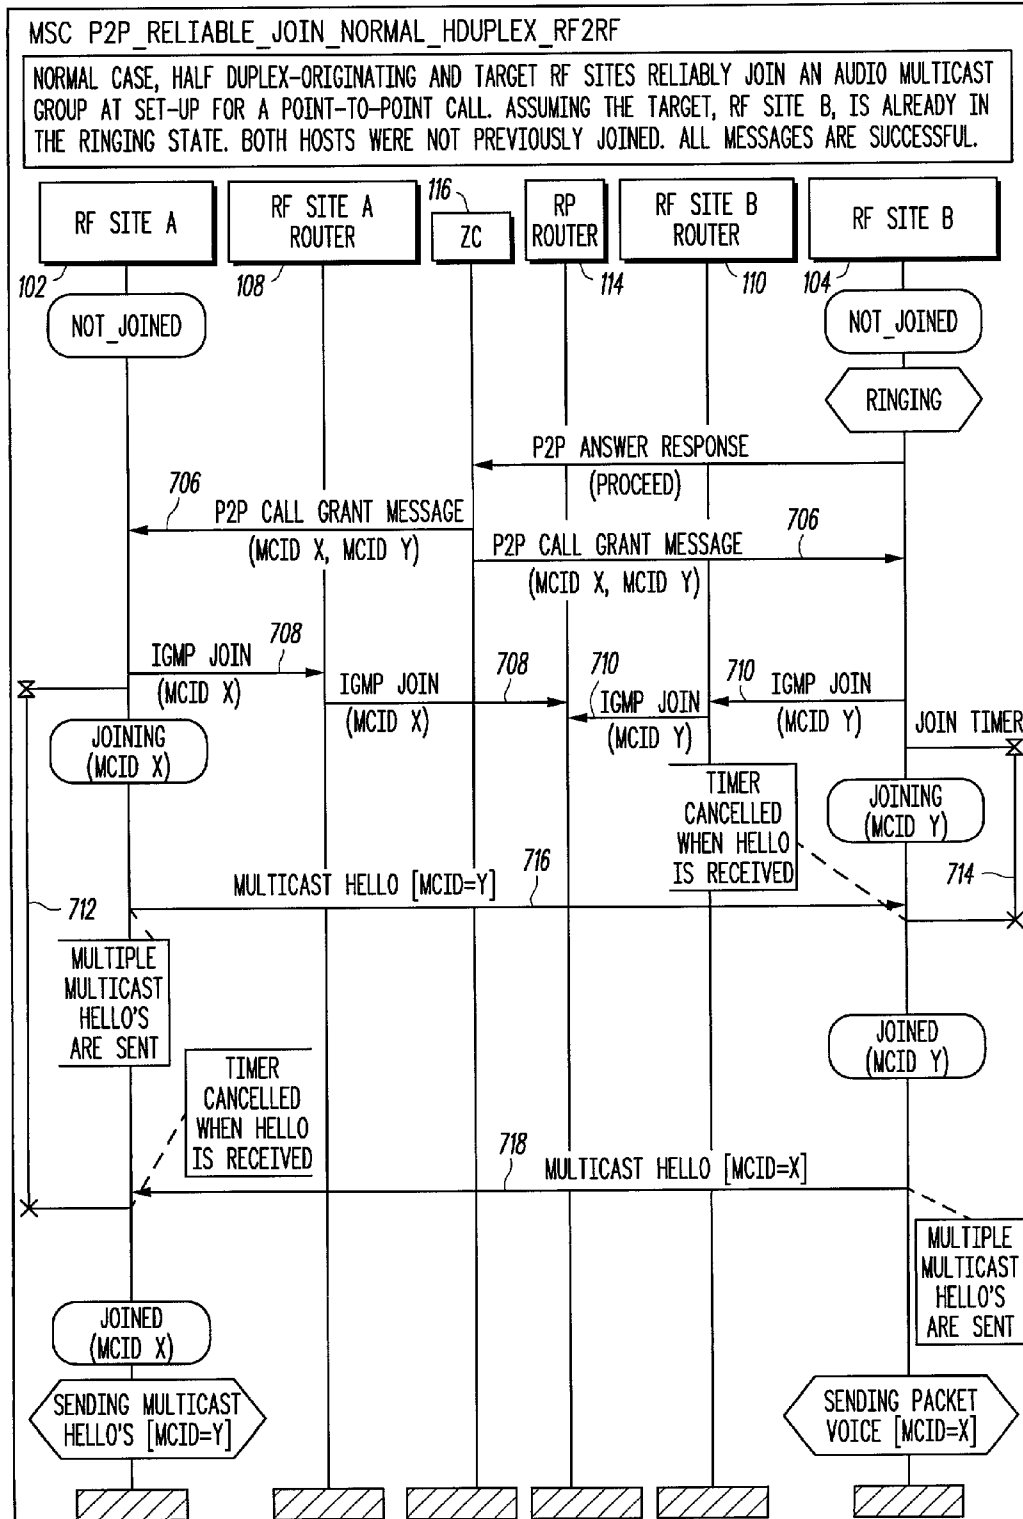 MSC P2P_RELIABLE_JOIN_NORMAL_HDUPLEX_RF2RF
NORMAL CASE, HALF DUPLEX-ORIGINATING AND TARGET RF SITES RELIABLY JOIN AN AUDIO MULTICAST
GROUP AT SET-UP FOR A POINT-TO-POINT CALL. ASSUMING THE TARGET, RF SITE B, IS ALREADY IN
THE RINGING STATE. BOTH HOSTS WERE NOT PREVIOUSLY JOINED. ALL MESSAGES ARE SUCCESSFUL.
RF SITE A
102
RF SITE A
ROUTER
108
116
ZC
RP
ROUTER
114
RF SITE B
ROUTER
110
RF SITE B
104
NOT_JOINED
NOT_JOINED
RINGING
P2P ANSWER RESPONSE
(PROCEED)
706
P2P CALL GRANT MESSAGE
(MCID X, MCID Y)
706
P2P CALL GRANT MESSAGE
(MCID X, MCID Y)
708
IGMP JOIN
(MCID X)
708
IGMP JOIN
(MCID X)
710
IGMP JOIN
(MCID Y)
710
IGMP JOIN
(MCID Y)
JOIN TIMER
JOINING
(MCID X)
TIMER
CANCELLED
WHEN HELLO
IS RECEIVED
JOINING
(MCID Y)
714
716
MULTICAST HELLO [MCID=Y]
712
MULTIPLE
MULTICAST
HELLO'S
ARE SENT
JOINED
(MCID Y)
TIMER
CANCELLED
WHEN HELLO
IS RECEIVED
718
MULTICAST HELLO [MCID=X]
MULTIPLE
MULTICAST
HELLO'S
ARE SENT
JOINED
(MCID X)
SENDING MULTICAST
HELLO'S [MCID=Y]
SENDING PACKET
VOICE [MCID=X]